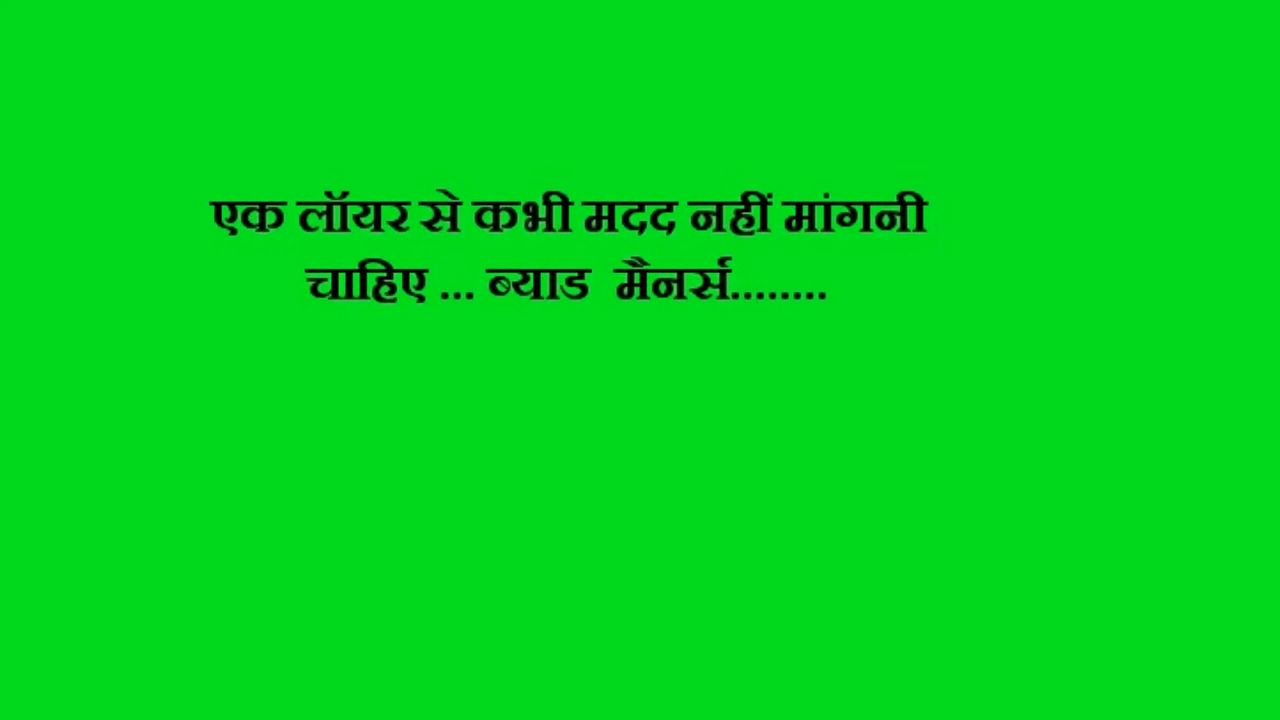 एक लॉयर से कभी मदद नहीं मांगनी
चाहिए ... ब्याड मैनर्स........